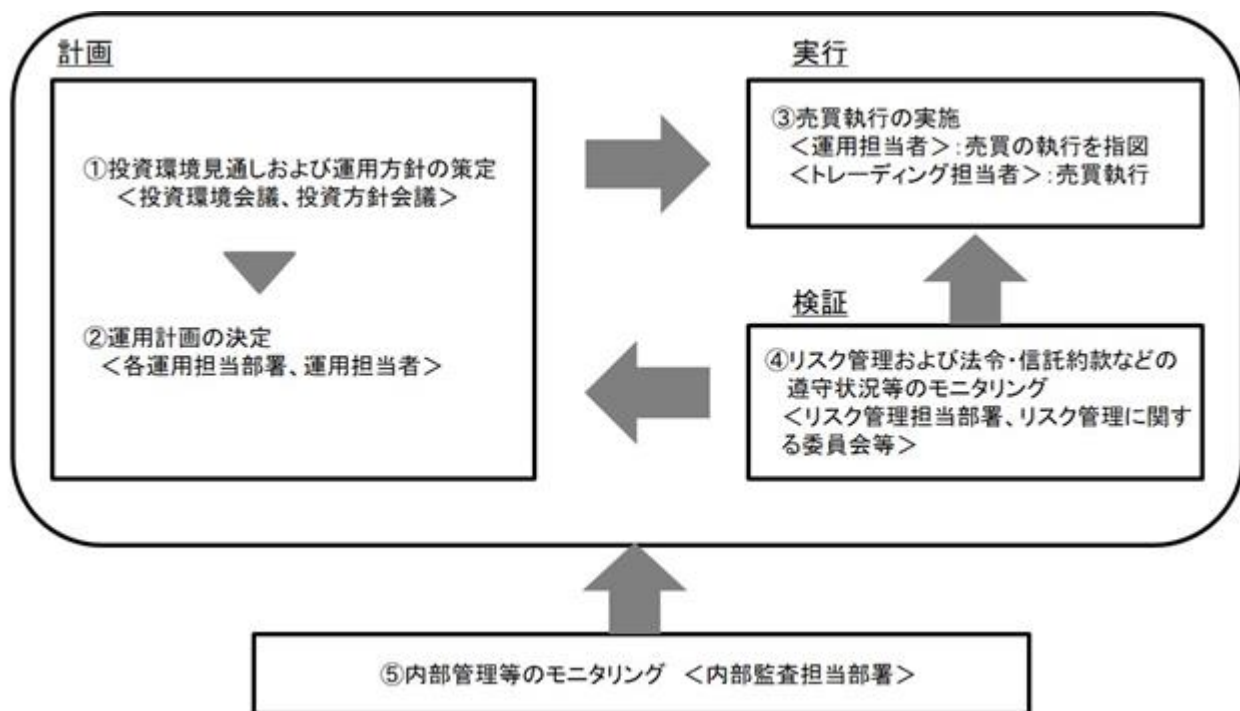 計画
①投資環境見通しおよび運用方針の策定
<投資環境会議、投資方針会議>
②運用計画の決定
<各運用担当部署、運用担当者>
実行
③売買執行の実施
<運用担当者>:売買の執行を指図
<トレーディング担当者>:売買執行
検証
④リスク管理および法令・信託約款などの
遵守状況等のモニタリング
<リスク管理担当部署、リスク管理に関す
る委員会等>
⑤内部管理等のモニタリング <内部監査担当部署>